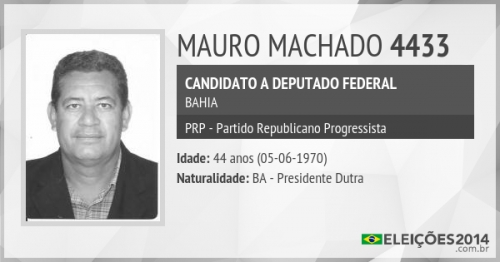 MAURO MACHADO 4433
CANDIDATO A DEPUTADO FEDERAL
BAHIA
PRP - Partido Republicano Progressista
Idade: 44 anos (05-06-1970)
Naturalidade: BA - Presidente Dutra
ELEIÇÕES2014
.com.br